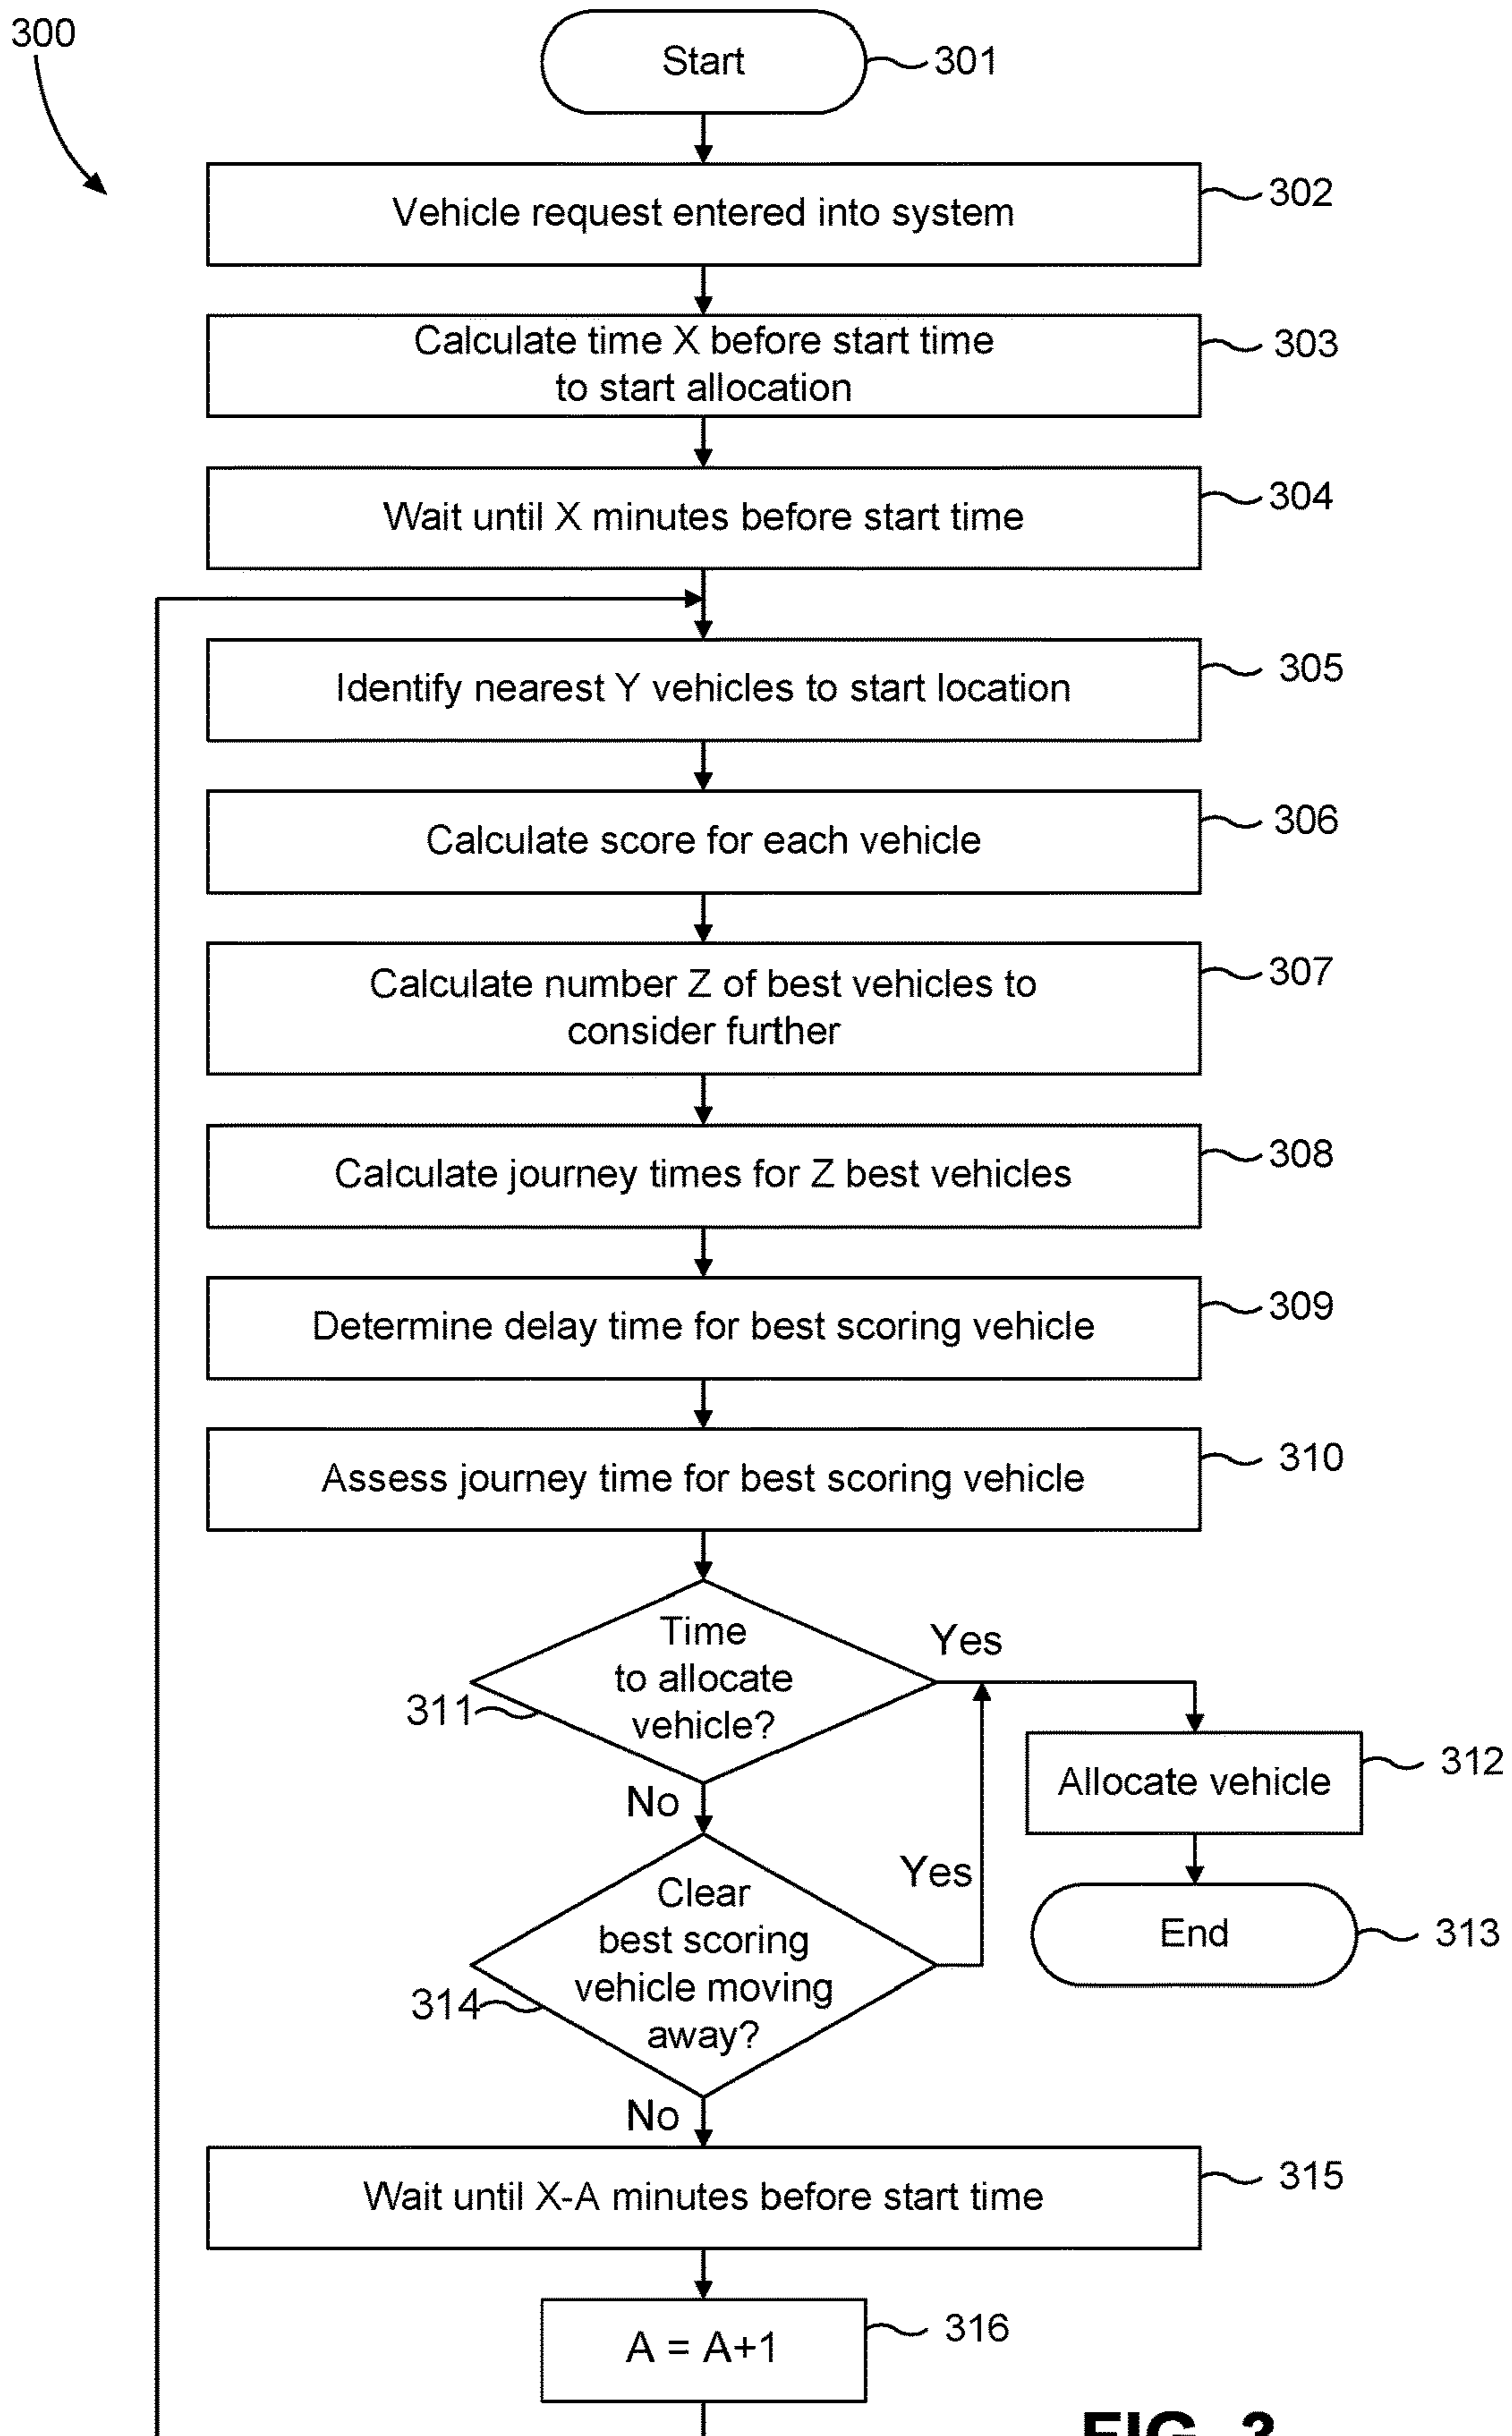 300
Start
301
Vehicle request entered into system
302
Calculate time X before start time
to start allocation
303
Wait until X minutes before start time
304
Identify nearest Y vehicles to start location
305
Calculate score for each vehicle
306
Calculate number Z of best vehicles to
consider further
307
Calculate journey times for Z best vehicles
308
Determine delay time for best scoring vehicle
309
Assess journey time for best scoring vehicle
310
Time
to allocate
vehicle?
311
Yes
No
Allocate vehicle
312
End
313
Clear
best scoring
vehicle moving
away?
314
Yes
No
Wait until X-A minutes before start time
315
A = A+1
316
FIG. 3